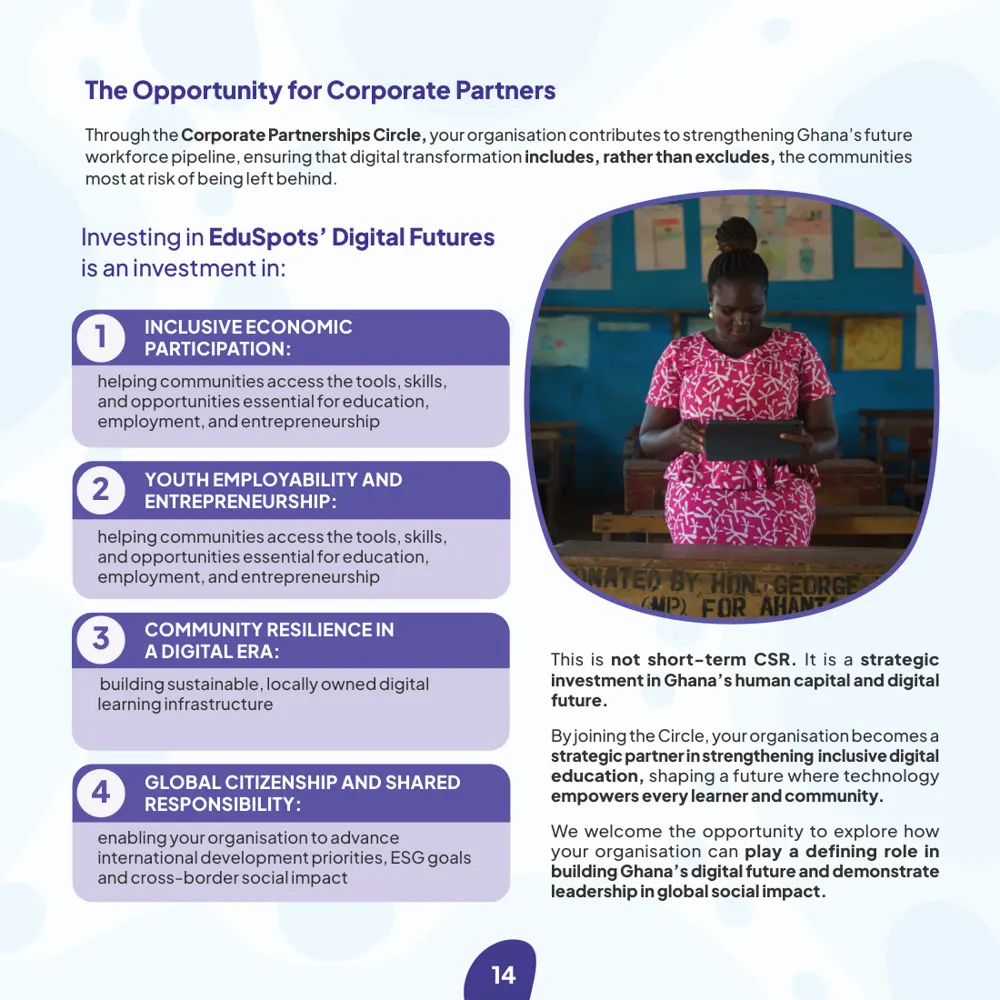 The Opportunity for Corporate Partners
Through the Corporate Partnerships Circle, your organisation contributes to strengthening Ghana's future
workforce pipeline, ensuring that digital transformation includes, rather than excludes, the communities
most at risk of being left behind.
Investing in EduSpots' Digital Futures
is an investment in:
1
INCLUSIVE ECONOMIC
PARTICIPATION:
helping communities access the tools, skills,
and opportunities essential for education,
employment, and entrepreneurship
2
YOUTH EMPLOYABILITY AND
ENTREPRENEURSHIP:
helping communities access the tools, skills,
and opportunities essential for education,
employment, and entrepreneurship
3
COMMUNITY RESILIENCE IN
A DIGITAL ERA:
building sustainable, locally owned digital
learning infrastructure
4
GLOBAL CITIZENSHIP AND SHARED
RESPONSIBILITY:
enabling your organisation to advance
international development priorities, ESG goals
and cross-border social impact
ONATED BY HON. GEORGE
(MP) FOR AHANT
This is not short-term CSR. It is a strategic
investment in Ghana's human capital and digital
future.
By joining the Circle, your organisation becomes a
strategic partner in strengthening inclusive digital
education, shaping a future where technology
empowers every learner and community.
We welcome the opportunity to explore how
your organisation can play a defining role in
building Ghana's digital future and demonstrate
leadership in global social impact.
14